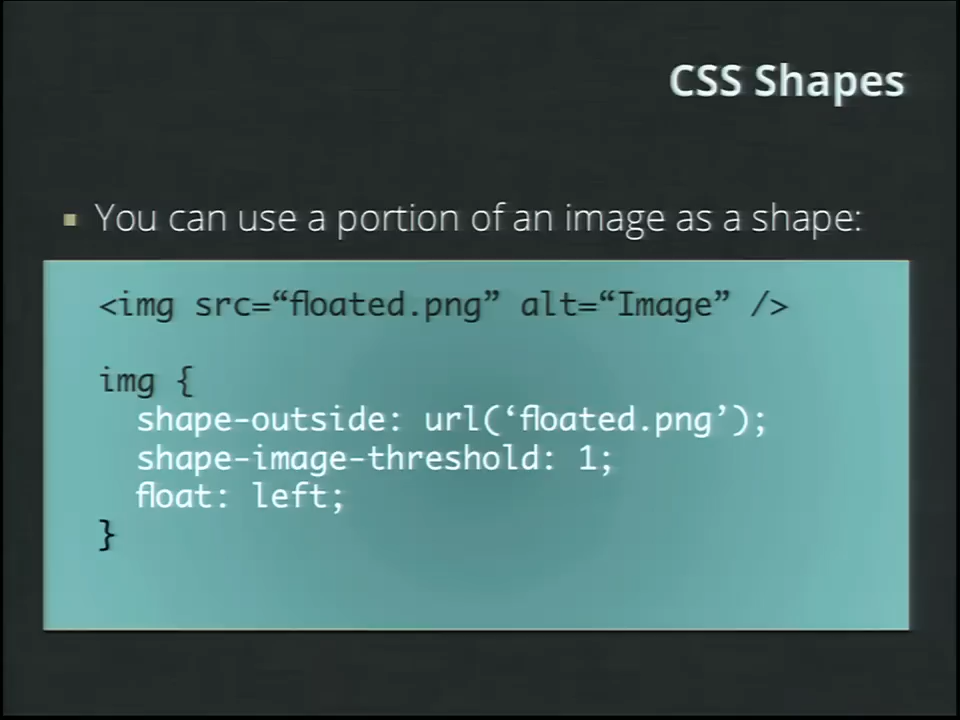 CSS Shapes
You can use a portion of an image as a shape:
<img src=“floated.png” alt=“Image” />
img {
shape-outside: url(‘floated.png’);
shape-image-threshold: 1;
float: left;
}